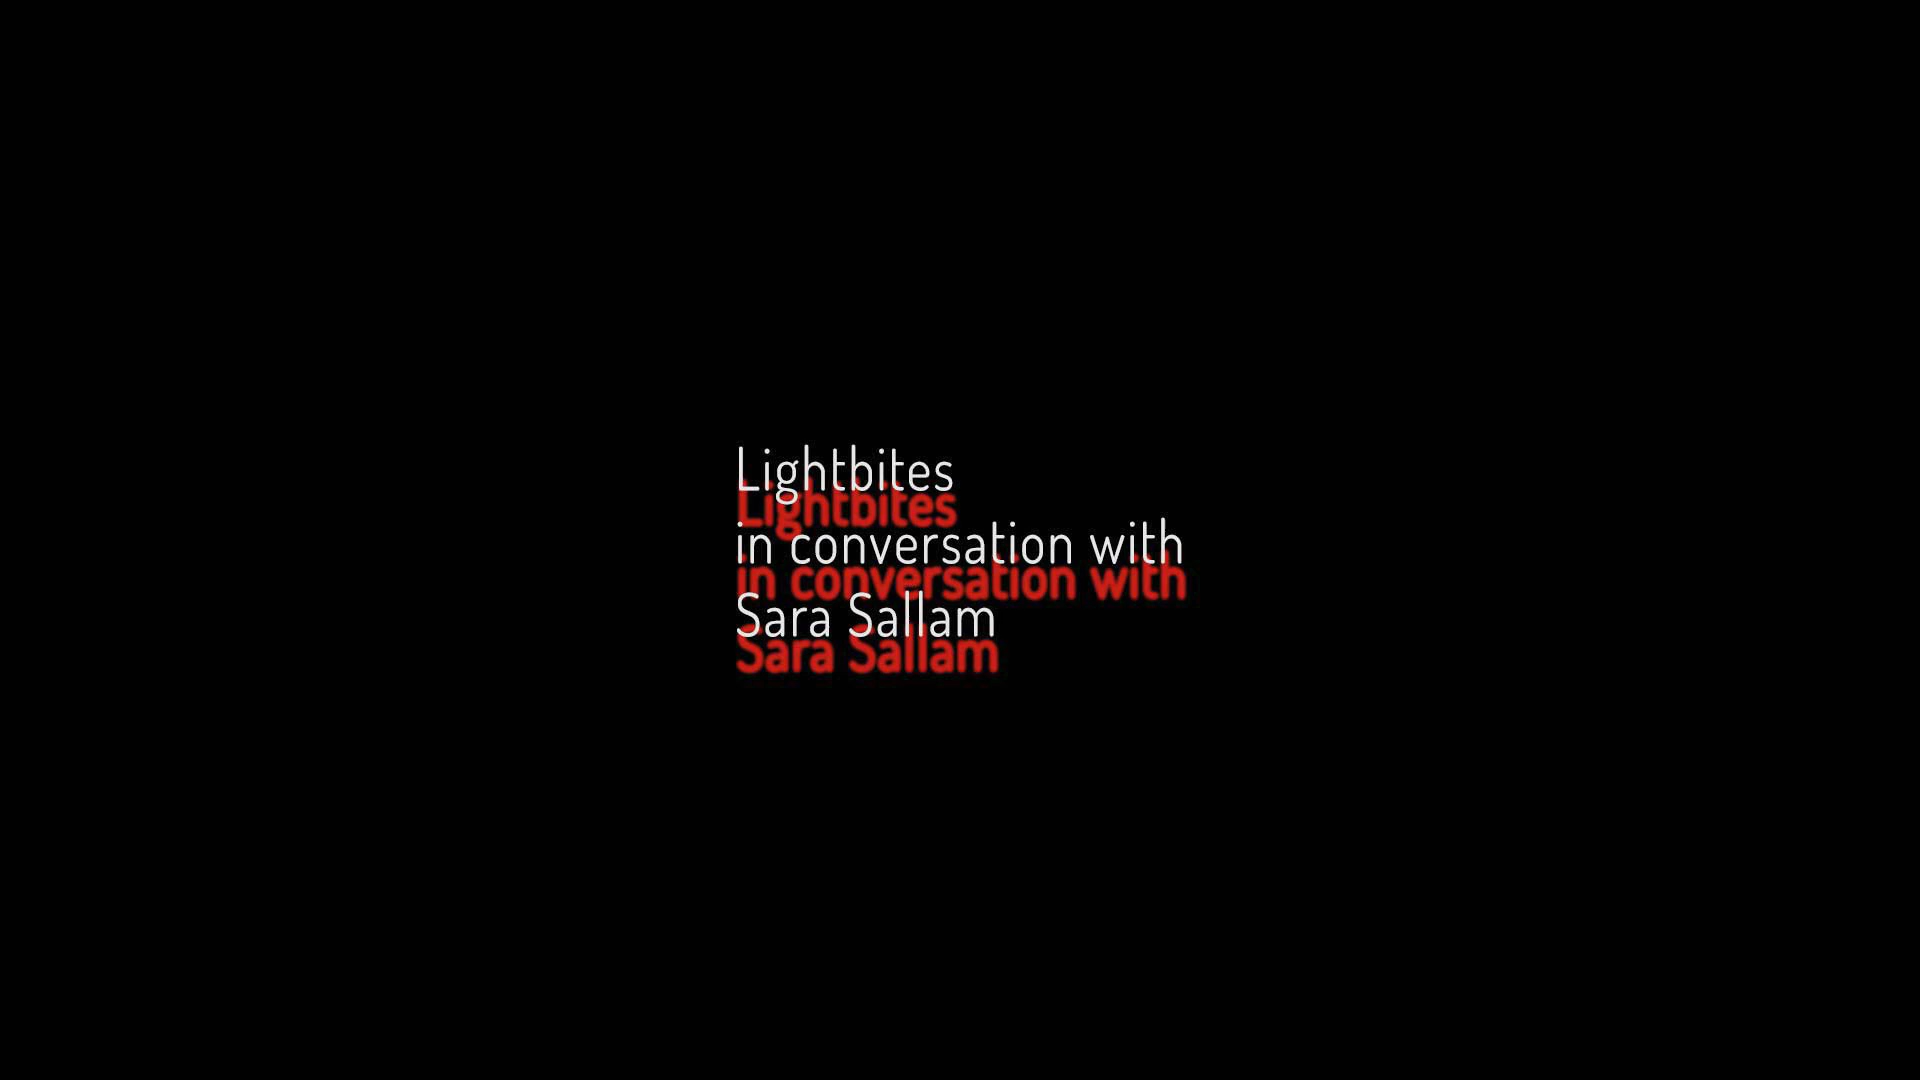 Lightbites
Lightbites
in conversation with
in conversation with
Sara Sallam
Sara Sallam